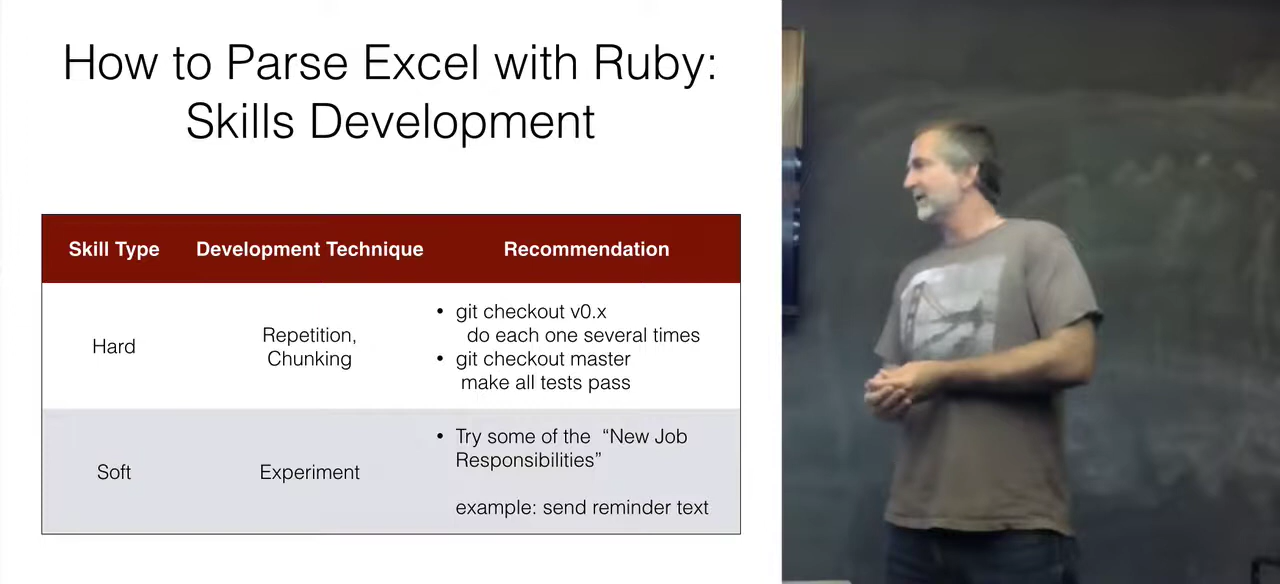 How to Parse Excel with Ruby:
Skills Development
Skill Type Development Technique Recommendation
Hard
Repetition,
Chunking
• git checkout v0.x
do each one several times
• git checkout master
make all tests pass
Soft
Experiment
• Try some of the “New Job
Responsibilities”
example: send reminder text